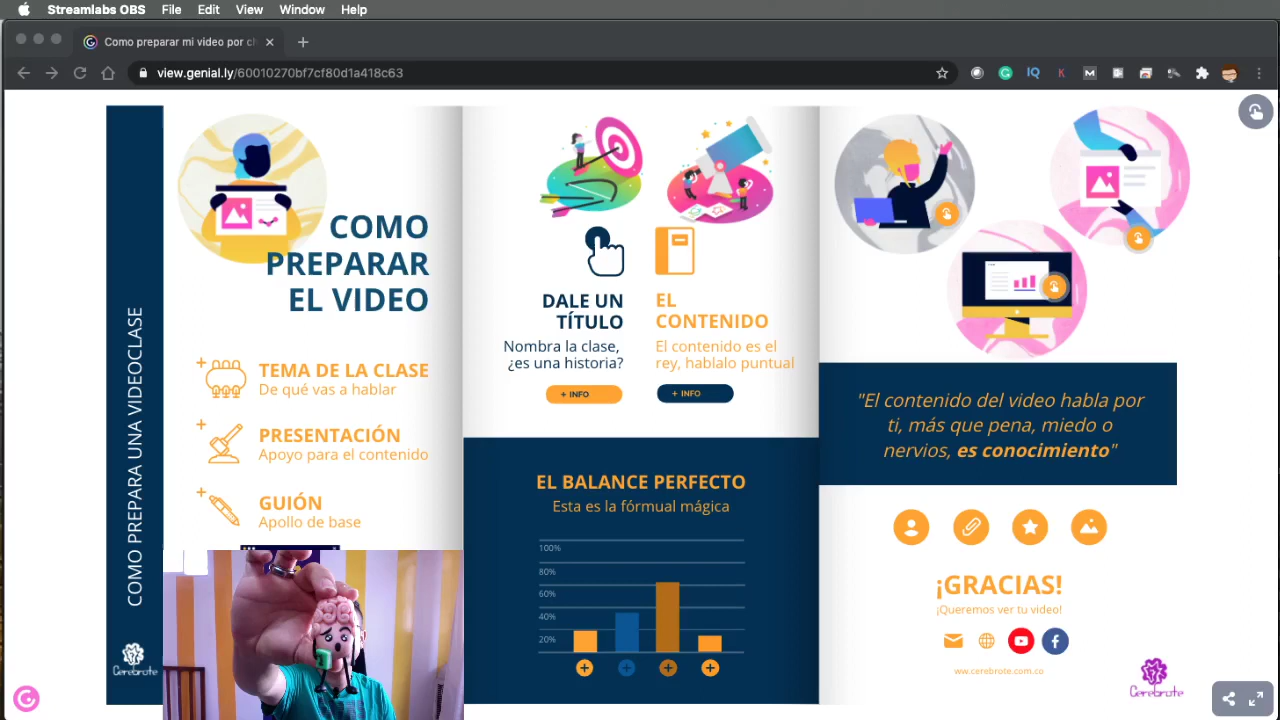 Streamlabs OBS File Edit View Window Help
Como preparar mi video por ch
view.genial.ly/60010270bf7cf80d1a418c63
IQ
K
M
COMO PREPARA UNA VIDEOCLASE
Cerebrote
COMO
PREPARAR
EL VIDEO
TEMA DE LA CLASE
De qué vas a hablar
PRESENTACIÓN
Apoyo para el contenido
GUIÓN
Apollo de base
DALE UN
TÍTULO
Nombra la clase,
¿es una historia?
+ INFO
EL
CONTENIDO
El contenido es el
rey, hablalo puntual
+ INFO
EL BALANCE PERFECTO
Esta es la fórmual mágica
100%
80%
60%
40%
20%
"El contenido del video habla por
ti, más que pena, miedo o
nervios, es conocimiento"
¡GRACIAS!
¡Queremos ver tu video!
ww.cerebrote.com.co
Cerebrote